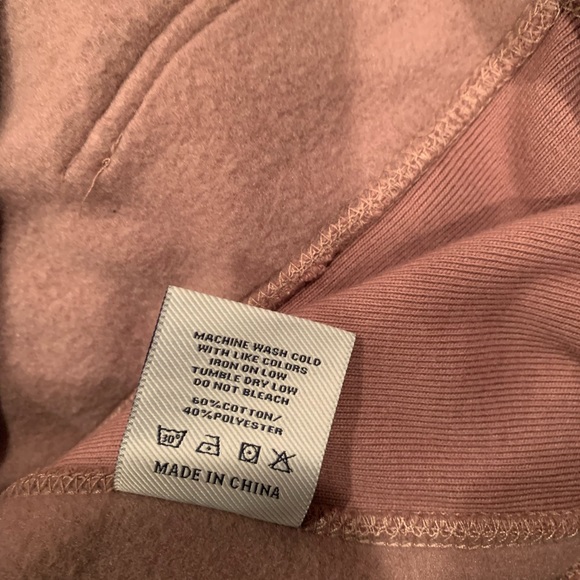 MACHINE WASH COLD
WITH LIKE COLORS
IRON ON LOW
TUMBLE DRY LOW
DO NOT BLEACH
60%COTTON/
40%POLYESTER
30°
MADE IN CHINA